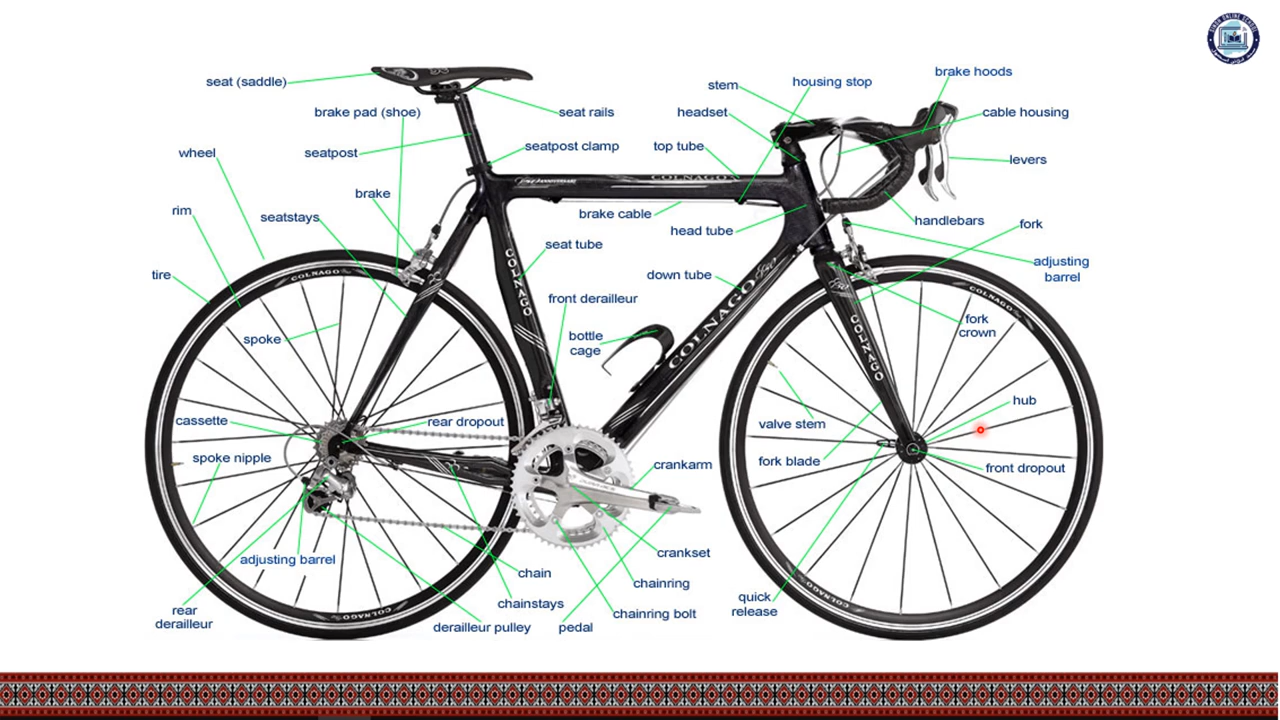 brake hoods
seat (saddle)
housing stop
stem
brake pad (shoe)
seat rails
headset
cable housing
wheel
seatpost
seatpost clamp
top tube
levers
brake
rim
seatstays
brake cable
handlebars
fork
head tube
COLNAGO
seat tube
COLNAGO
tire
COLNAGO
down tube
COLNAGO
adjusting
barrel
COLNAGO
front derailleur
spoke
bottle
cage
fork
crown
COLNAGO
cassette
rear dropout
valve stem
hub
spoke nipple
crankarm
fork blade
front dropout
adjusting barrel
chain
crankset
chainring
rear
derailleur
chainstays
chainring bolt
quick
release
COLNAGO
COLNAGO
derailleur pulley
pedal